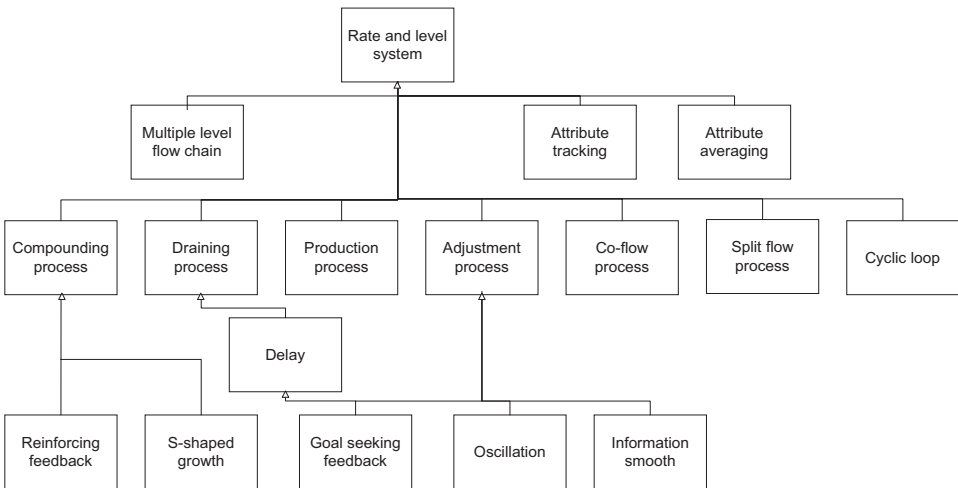 Rate and level
system
Multiple level
flow chain
Attribute
tracking
Attribute
averaging
Compounding
process
Draining
process
Production
process
Adjustment
process
Co-flow
process
Split flow
process
Cyclic loop
Delay
Reinforcing
feedback
S-shaped
growth
Goal seeking
feedback
Oscillation
Information
smooth